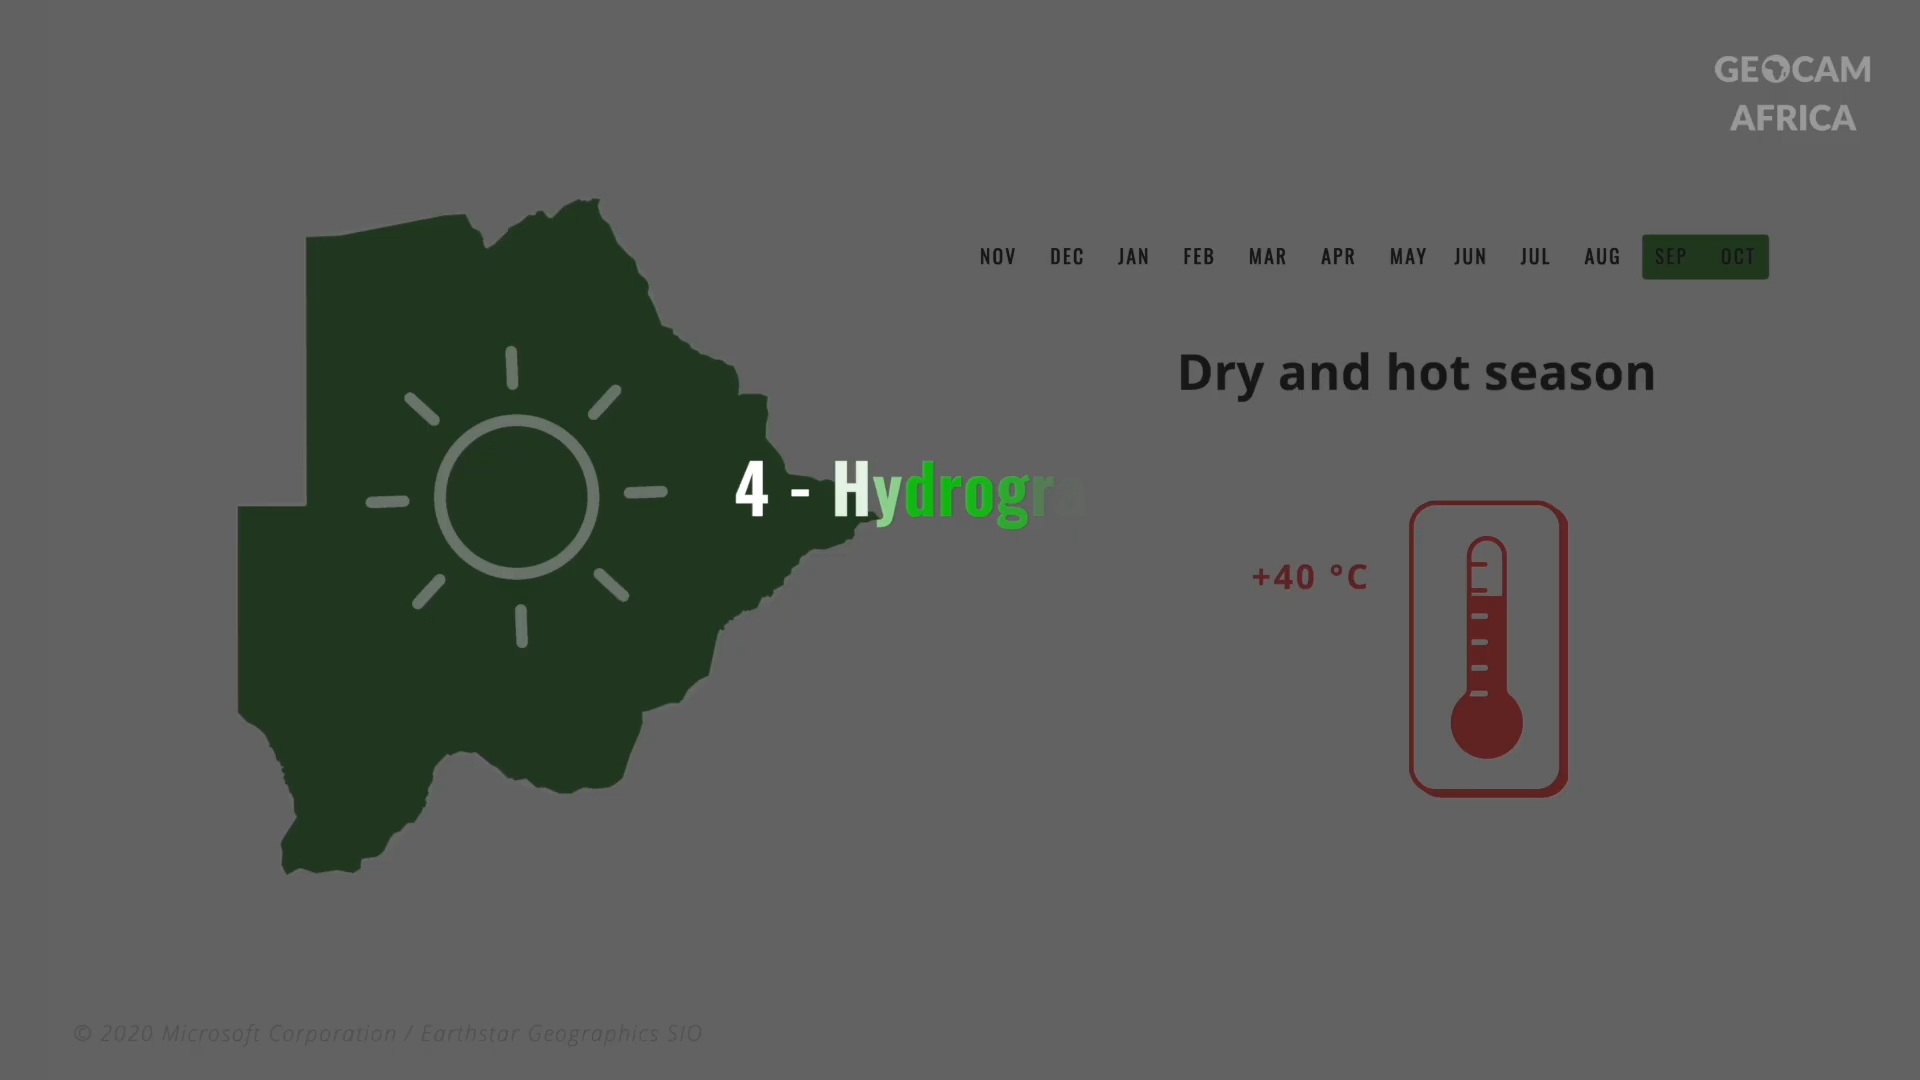 GEOCAM
AFRICA
NOV DEC JAN FEB MAR APR MAY JUN JUL AUG SEP OCT
Dry and hot season
4 - Hydrogra
+40 °C
© 2020 Microsoft Corporation / Earthstar Geographics SIO